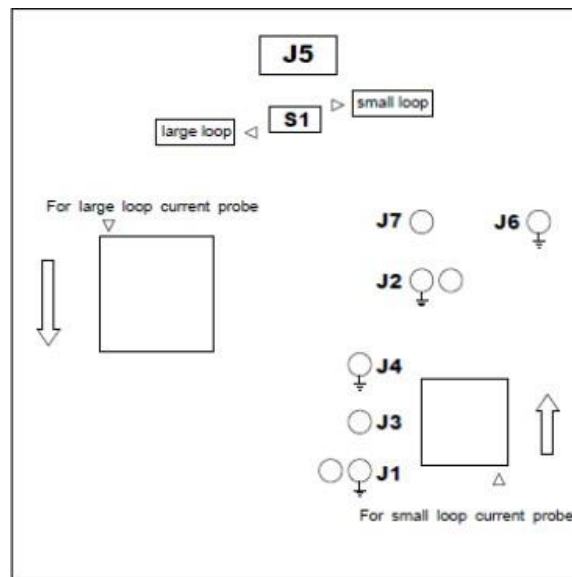 J5
small loop
S1
large loop
For large loop current probe
J7
J6
J2
J4
J3
J1
For small loop current probe